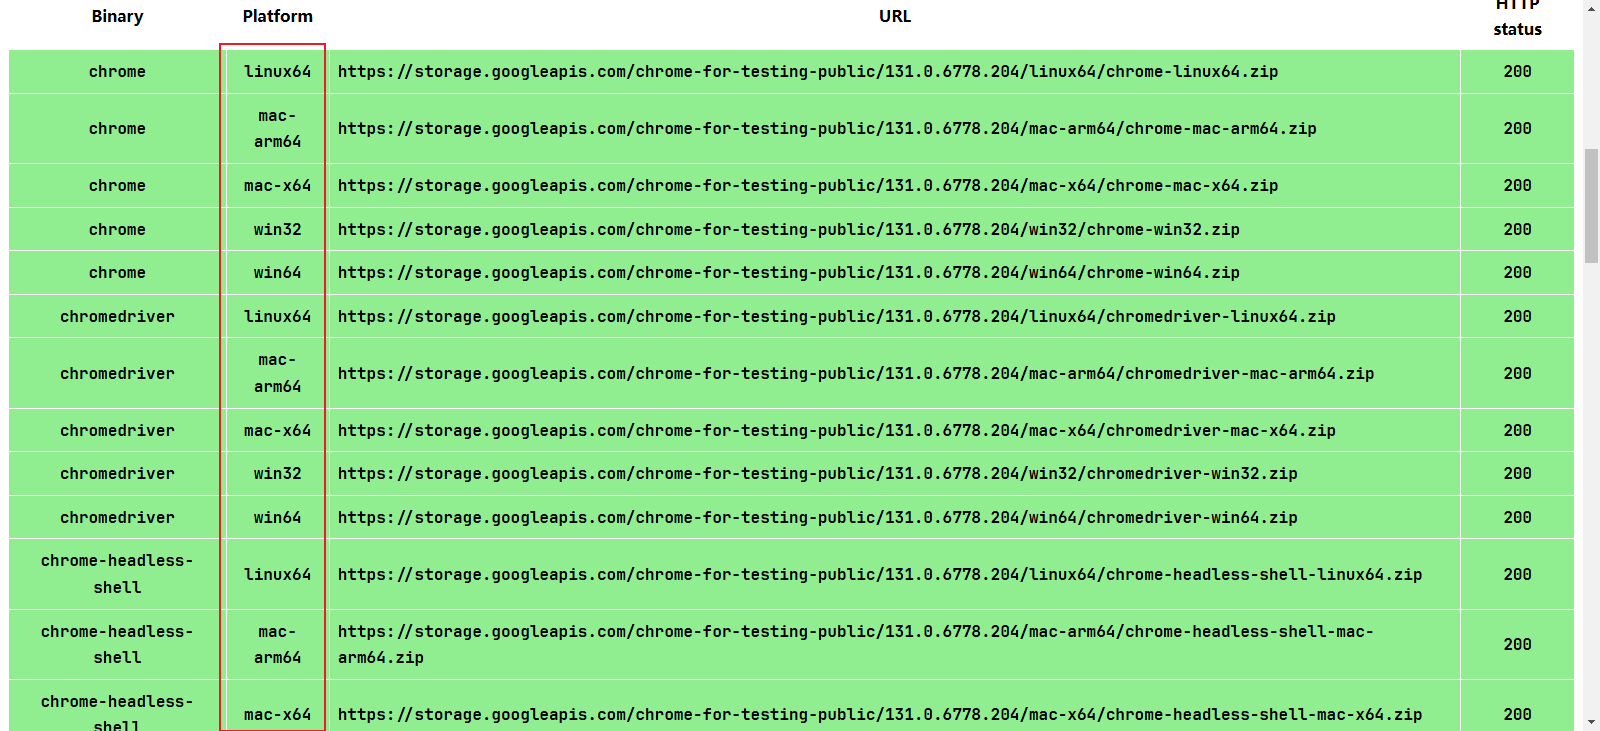 Binary Platform URL HTTP
status
chrome linux64 https://storage.googleapis.com/chrome-for-testing-public/131.0.6778.204/linux64/chrome-linux64.zip 200
chrome mac-
arm64 https://storage.googleapis.com/chrome-for-testing-public/131.0.6778.204/mac-arm64/chrome-mac-arm64.zip 200
chrome mac-x64 https://storage.googleapis.com/chrome-for-testing-public/131.0.6778.204/mac-x64/chrome-mac-x64.zip 200
chrome win32 https://storage.googleapis.com/chrome-for-testing-public/131.0.6778.204/win32/chrome-win32.zip 200
chrome win64 https://storage.googleapis.com/chrome-for-testing-public/131.0.6778.204/win64/chrome-win64.zip 200
chromedriver linux64 https://storage.googleapis.com/chrome-for-testing-public/131.0.6778.204/linux64/chromedriver-linux64.zip 200
chromedriver mac-
arm64 https://storage.googleapis.com/chrome-for-testing-public/131.0.6778.204/mac-arm64/chromedriver-mac-arm64.zip 200
chromedriver mac-x64 https://storage.googleapis.com/chrome-for-testing-public/131.0.6778.204/mac-x64/chromedriver-mac-x64.zip 200
chromedriver win32 https://storage.googleapis.com/chrome-for-testing-public/131.0.6778.204/win32/chromedriver-win32.zip 200
chromedriver win64 https://storage.googleapis.com/chrome-for-testing-public/131.0.6778.204/win64/chromedriver-win64.zip 200
chrome-headless-
shell linux64 https://storage.googleapis.com/chrome-for-testing-public/131.0.6778.204/linux64/chrome-headless-shell-linux64.zip 200
chrome-headless-
shell mac-
arm64 https://storage.googleapis.com/chrome-for-testing-public/131.0.6778.204/mac-arm64/chrome-headless-shell-mac-
arm64.zip 200
chrome-headless-
shell mac-x64 https://storage.googleapis.com/chrome-for-testing-public/131.0.6778.204/mac-x64/chrome-headless-shell-mac-x64.zip 200